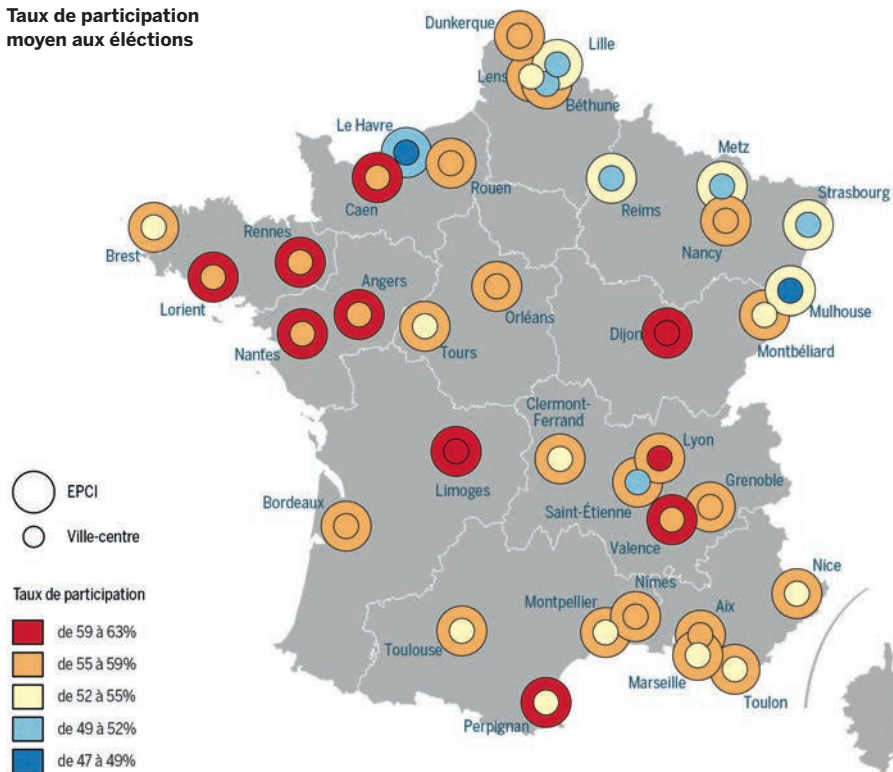 Taux de participation
moyen aux éléctions
Dunkerque
Lille
Lens
Béthune
Le Havre
Metz
Strasbourg
Rouen
Caen
Reims
Nancy
Brest
Rennes
Lorient
Angers
Orléans
Mulhouse
Nantes
Tours
Dijon
Montbéliard
Clermont-
Ferrand
Lyon
Limoges
Grenoble
Saint-Étienne
Bordeaux
Valence
Nice
Nîmes
Montpellier
Aix
Toulouse
Marseille
Toulon
Perpignan
EPCI
Ville-centre
Taux de participation
de 59 à 63%
de 55 à 59%
de 52 à 55%
de 49 à 52%
de 47 à 49%